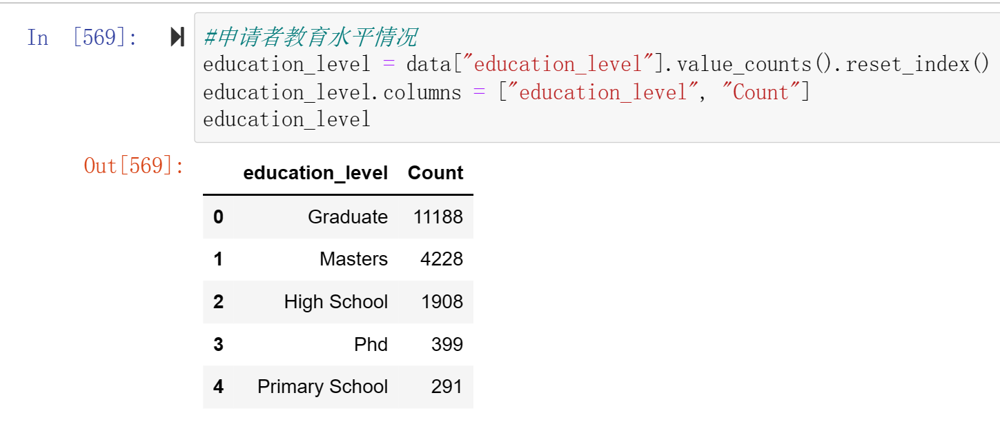 In [569]:
#申请者教育水平情况
education_level = data["education_level"].value_counts().reset_index()
education_level.columns = ["education_level", "Count"]
education_level
Out[569]:
education_level Count
0 Graduate 11188
1 Masters 4228
2 High School 1908
3 Phd 399
4 Primary School 291